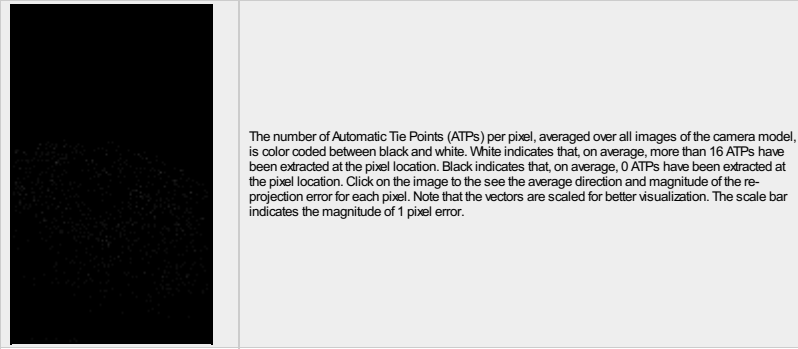 The number of Automatic Tie Points (ATPs) per pixel, averaged over all images of the camera model,
is color coded between black and white. White indicates that, on average, more than 16 ATPs have
been extracted at the pixel location. Black indicates that, on average, 0 ATPs have been extracted at
the pixel location. Click on the image to the see the average direction and magnitude of the re-
projection error for each pixel. Note that the vectors are scaled for better visualization. The scale bar
indicates the magnitude of 1 pixel error.